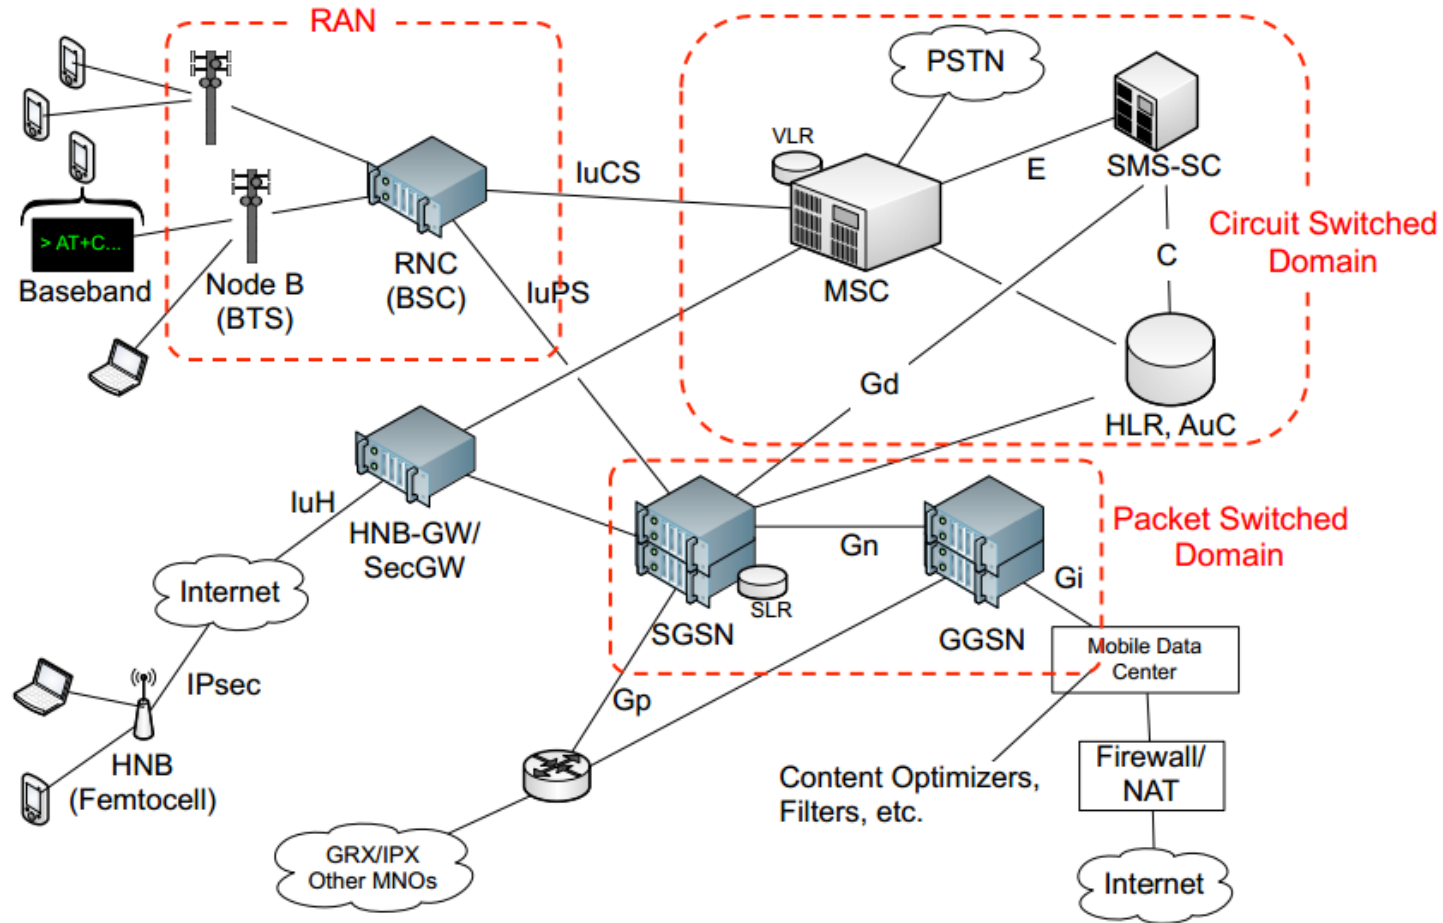 RAN
PSTN
VLR
SMS-SC
E
IuCS
> AT+C...
Baseband
Node B
(BTS)
RNC
(BSC)
IuPS
MSC
C
Circuit Switched
Domain
Gd
HLR, AuC
IuH
HNB-GW/
SecGW
Gn
Packet Switched
Domain
Internet
SLR
Gi
SGSN
GGSN
Mobile Data
Center
IPsec
Gp
HNB
(Femtocell)
Content Optimizers,
Filters, etc.
Firewall/
NAT
GRX/IPX
Other MNOs
Internet